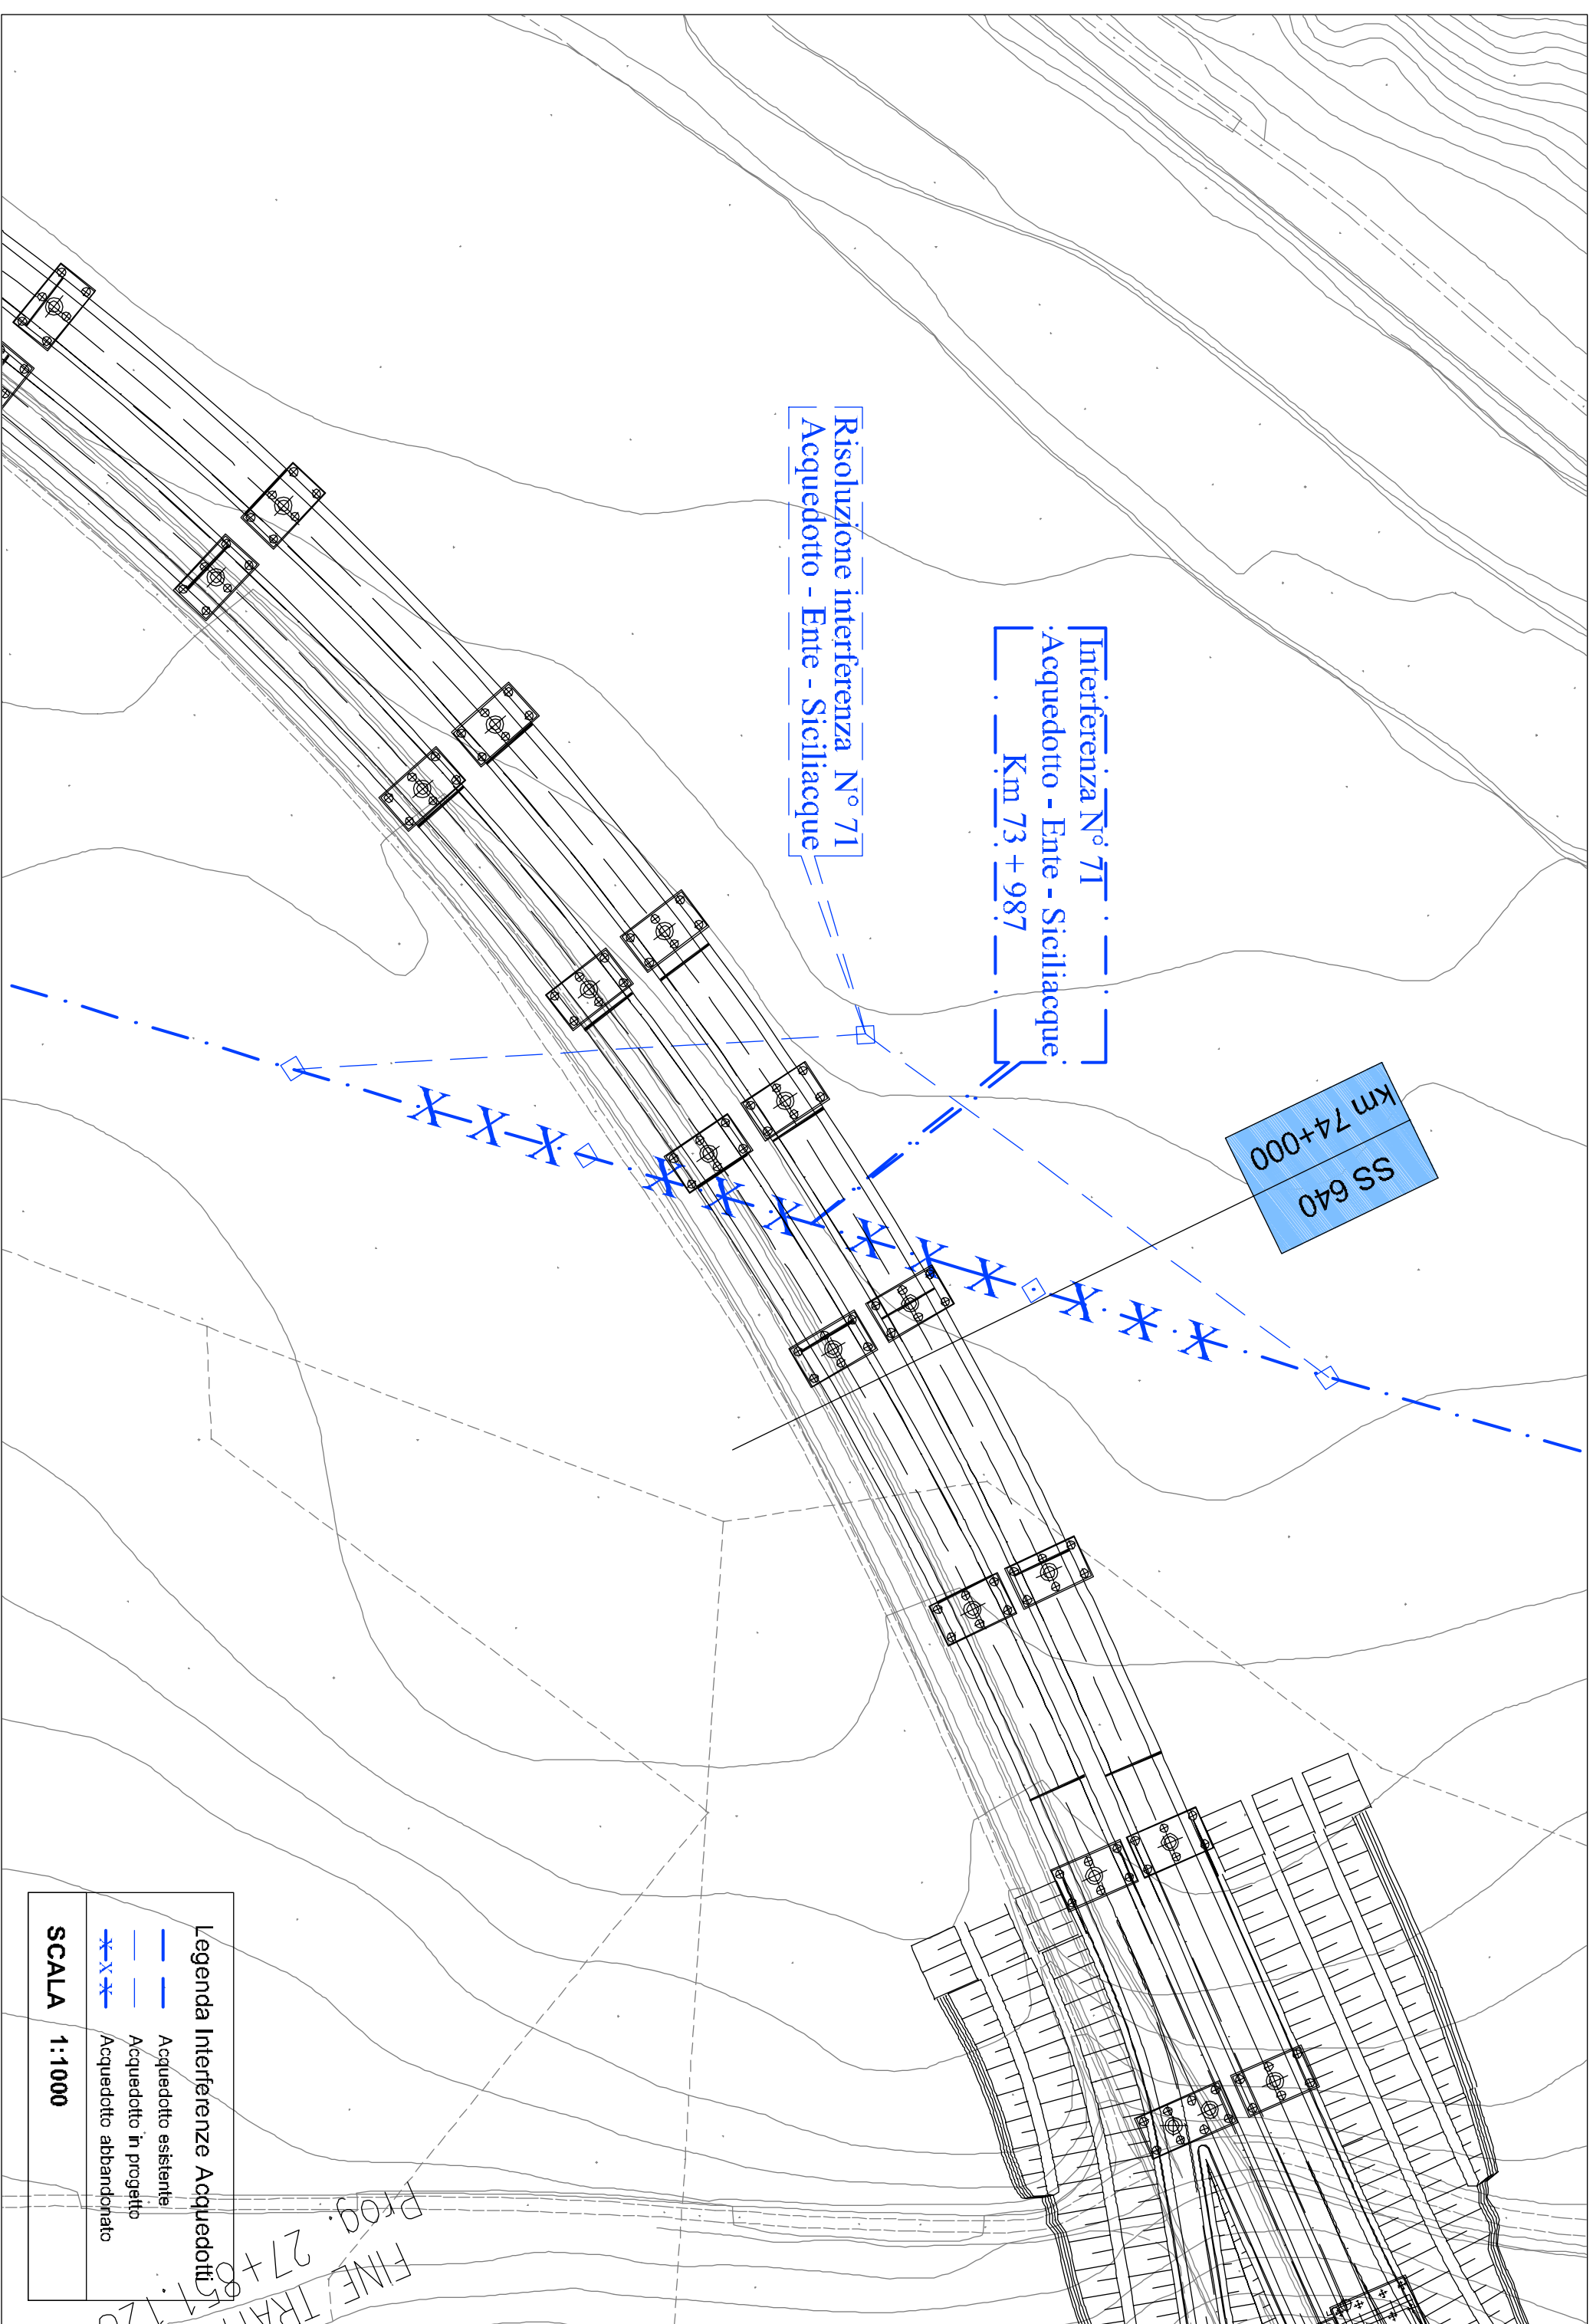 Interferenza N° 71
Acquedotto - Ente - Siciliacque
Km 73 + 987
Risoluzione interferenza N° 71
Acquedotto - Ente - Siciliacque
SS 640
km 74+000
Legenda Interferenze Acquedotti
Acquedotto esistente
Acquedotto in progetto
X X X Acquedotto abbandonato
SCALA 1:1000
FINE
Prog. 27+